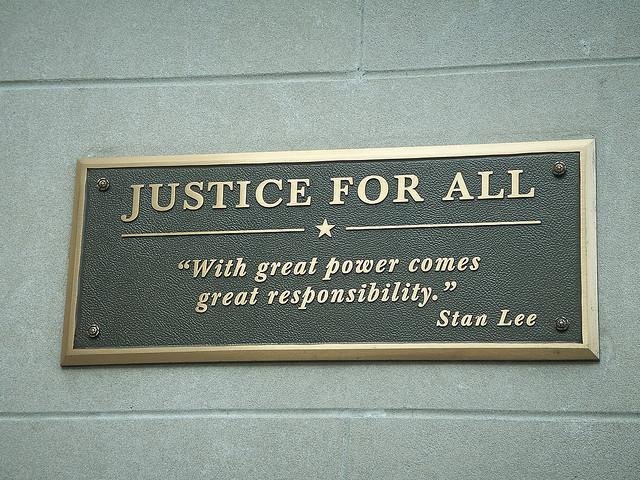 JUSTICE FOR ALL
“With great power comes
great responsibility.”
Stan Lee